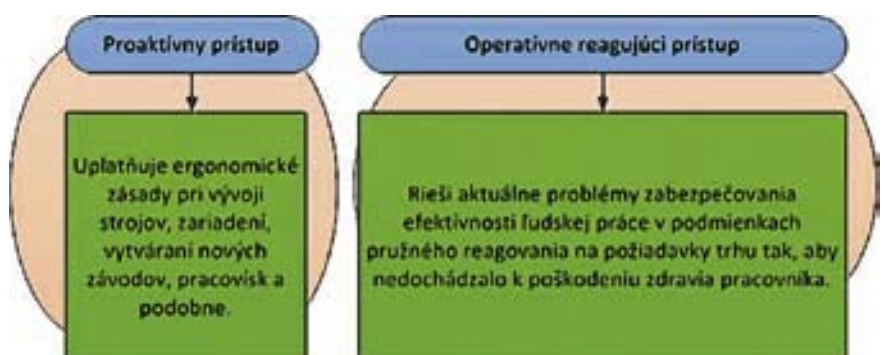 Proaktívny prístup
Uplatňuje ergonomické
zásady pri vývoji
strojov, zariadení,
vytváraní nových
závodov, pracovísk a
podobne.
Operatívne reagujúci prístup
Rieši aktuálne problémy zabezpečovania
efektívnosti ľudskej práce v podmienkach
pružného reagovania na požiadavky trhu tak, aby
nedochádzalo k poškodeniu zdravia pracovníka.